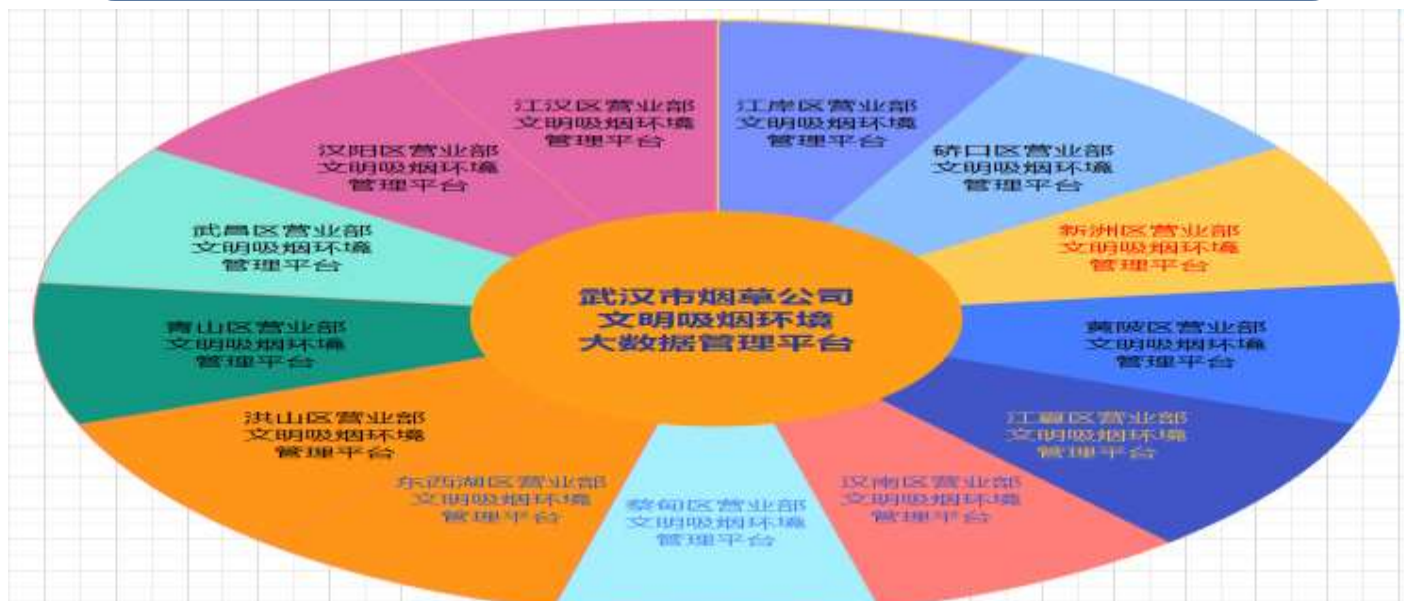 江汉区营业部
文明吸烟环境
管理平台
江岸区营业部
文明吸烟环境
管理平台
硚口区营业部
文明吸烟环境
管理平台
新洲区营业部
文明吸烟环境
管理平台
黄陂区营业部
文明吸烟环境
管理平台
江夏区营业部
文明吸烟环境
管理平台
汉南区营业部
文明吸烟环境
管理平台
蔡甸区营业部
文明吸烟环境
管理平台
东西湖区营业部
文明吸烟环境
管理平台
洪山区营业部
文明吸烟环境
管理平台
青山区营业部
文明吸烟环境
管理平台
武昌区营业部
文明吸烟环境
管理平台
汉阳区营业部
文明吸烟环境
管理平台
武汉市烟草公司
文明吸烟环境
大数据管理平台